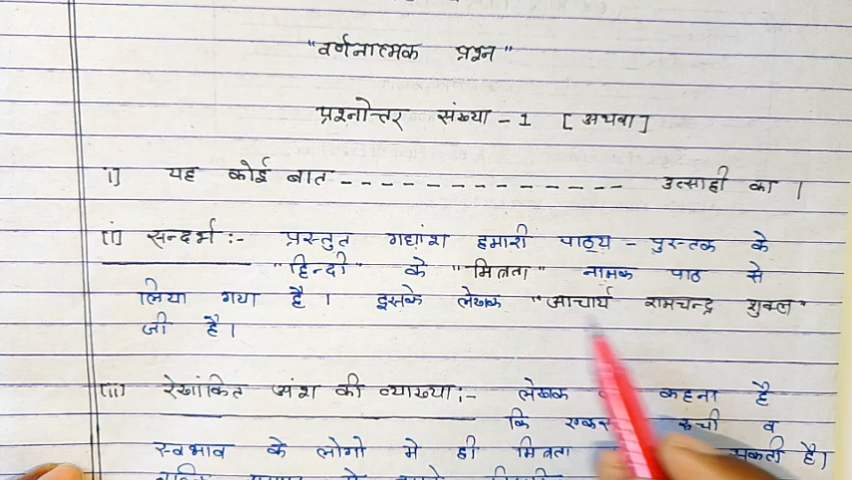 "वर्णनात्मक प्रश्न"
प्रश्नोत्तर संख्या - 1 [अथवा]
i] यह कोई बात - - - - - - - - - - - - - - उत्साही का ।
(i) सन्दर्भ :- प्रस्तुत गद्यांश हमारी पाठ्य - पुस्तक के
"हिन्दी" के "मित्रता" नामक पाठ से
लिया गया है । इसके लेखक "आचार्य रामचन्द्र शुक्ल"
जी है ।
(ii) रेखांकित अंश की व्याख्या :- लेखक कहना है
कि व
स्वभाव के लोगो मे ही मित्रता सकती है।